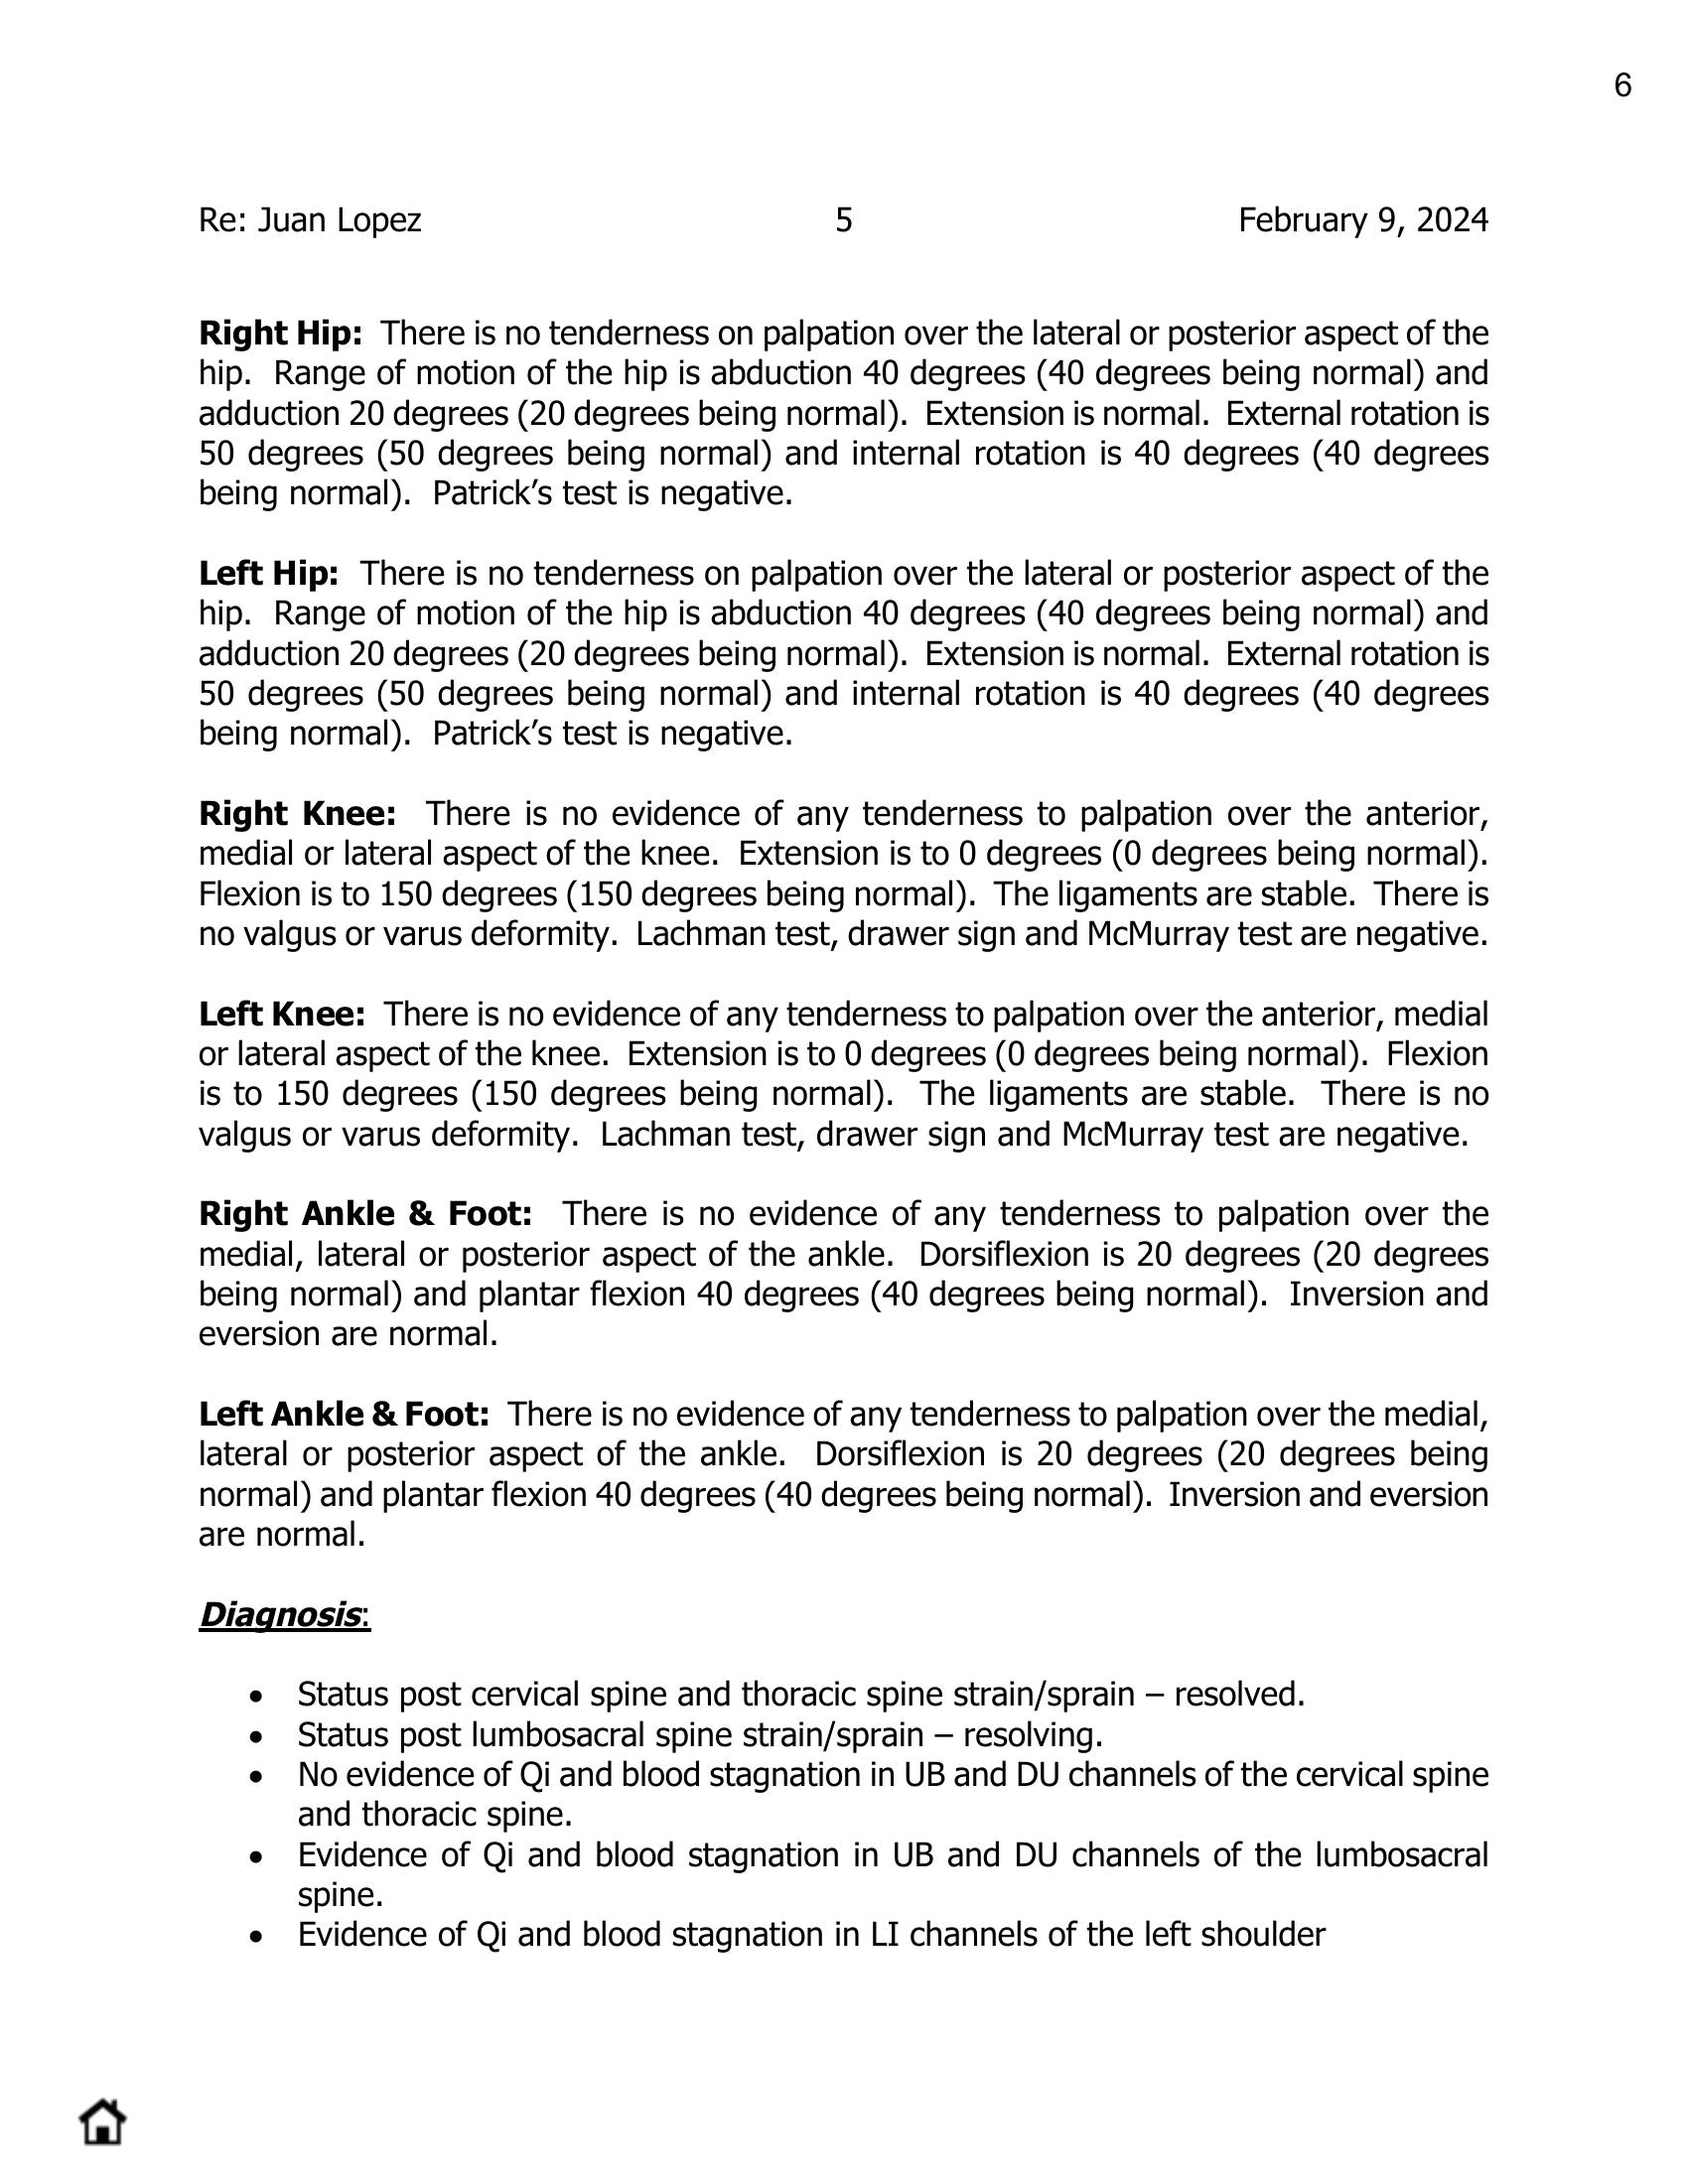 6
Re: Juan Lopez 5 February 9, 2024
Right Hip: There is no tenderness on palpation over the lateral or posterior aspect of the
hip. Range of motion of the hip is abduction 40 degrees (40 degrees being normal) and
adduction 20 degrees (20 degrees being normal). Extension is normal. External rotation is
50 degrees (50 degrees being normal) and internal rotation is 40 degrees (40 degrees
being normal). Patrick’s test is negative.
Left Hip: There is no tenderness on palpation over the lateral or posterior aspect of the
hip. Range of motion of the hip is abduction 40 degrees (40 degrees being normal) and
adduction 20 degrees (20 degrees being normal). Extension is normal. External rotation is
50 degrees (50 degrees being normal) and internal rotation is 40 degrees (40 degrees
being normal). Patrick’s test is negative.
Right Knee: There is no evidence of any tenderness to palpation over the anterior,
medial or lateral aspect of the knee. Extension is to 0 degrees (0 degrees being normal).
Flexion is to 150 degrees (150 degrees being normal). The ligaments are stable. There is
no valgus or varus deformity. Lachman test, drawer sign and McMurray test are negative.
Left Knee: There is no evidence of any tenderness to palpation over the anterior, medial
or lateral aspect of the knee. Extension is to 0 degrees (0 degrees being normal). Flexion
is to 150 degrees (150 degrees being normal). The ligaments are stable. There is no
valgus or varus deformity. Lachman test, drawer sign and McMurray test are negative.
Right Ankle & Foot: There is no evidence of any tenderness to palpation over the
medial, lateral or posterior aspect of the ankle. Dorsiflexion is 20 degrees (20 degrees
being normal) and plantar flexion 40 degrees (40 degrees being normal). Inversion and
eversion are normal.
Left Ankle & Foot: There is no evidence of any tenderness to palpation over the medial,
lateral or posterior aspect of the ankle. Dorsiflexion is 20 degrees (20 degrees being
normal) and plantar flexion 40 degrees (40 degrees being normal). Inversion and eversion
are normal.
Diagnosis:
• Status post cervical spine and thoracic spine strain/sprain – resolved.
• Status post lumbosacral spine strain/sprain – resolving.
• No evidence of Qi and blood stagnation in UB and DU channels of the cervical spine
and thoracic spine.
• Evidence of Qi and blood stagnation in UB and DU channels of the lumbosacral
spine.
• Evidence of Qi and blood stagnation in LI channels of the left shoulder